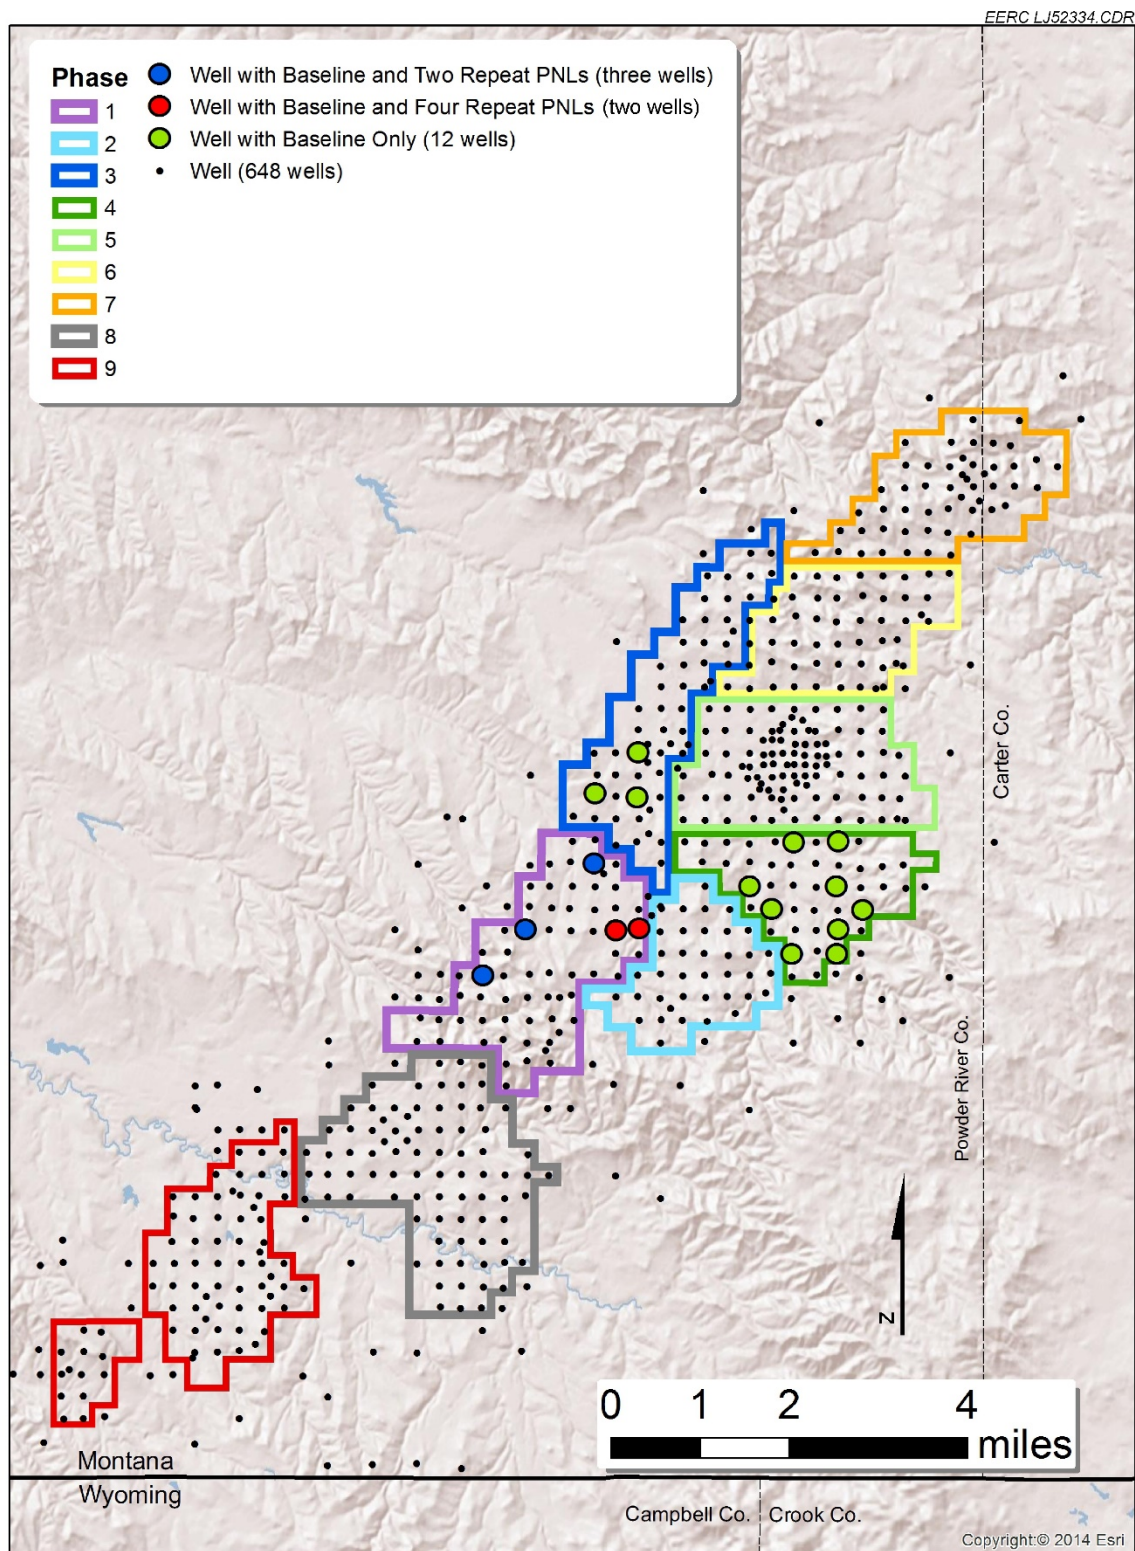 EERC LJ52334.CDR
Phase
1
2
3
4
5
6
7
8
9
Well with Baseline and Two Repeat PNLs (three wells)
Well with Baseline and Four Repeat PNLs (two wells)
Well with Baseline Only (12 wells)
Well (648 wells)
Carter Co.
Powder River Co.
N
0 1 2 4
miles
Montana
Wyoming
Campbell Co.
Crook Co.
Copyright:© 2014 Esri